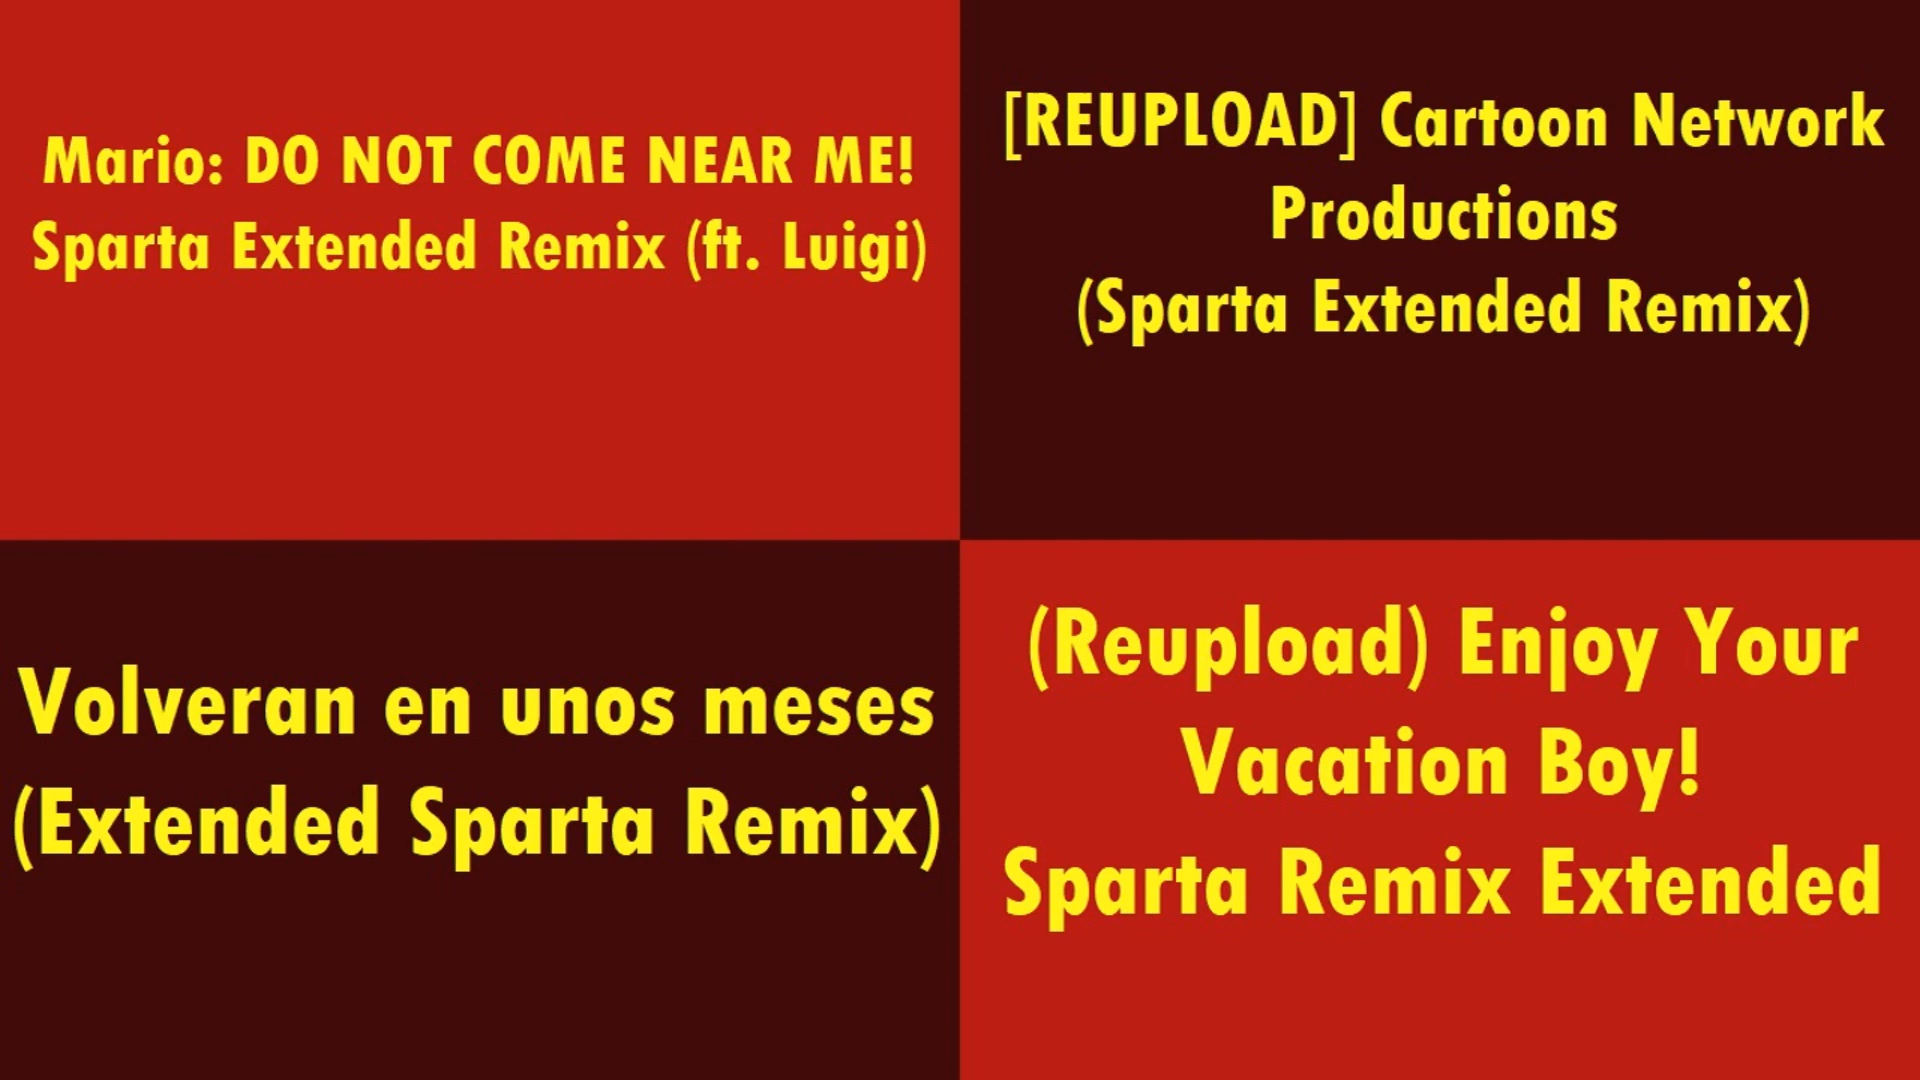 Mario: DO NOT COME NEAR ME!
Sparta Extended Remix (ft. Luigi)
[REUPLOAD] Cartoon Network
Productions
(Sparta Extended Remix)
Volveran en unos meses
(Extended Sparta Remix)
(Reupload) Enjoy Your
Vacation Boy!
Sparta Remix Extended